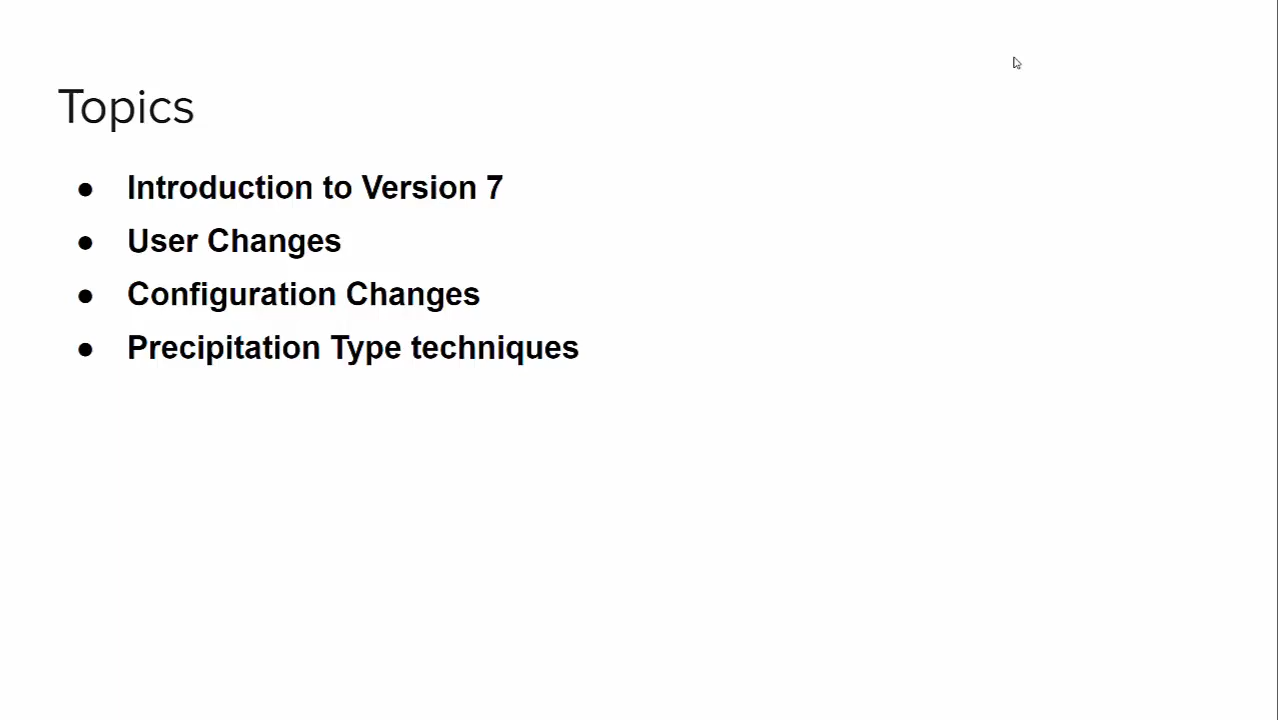 Topics
● Introduction to Version 7
● User Changes
● Configuration Changes
● Precipitation Type techniques